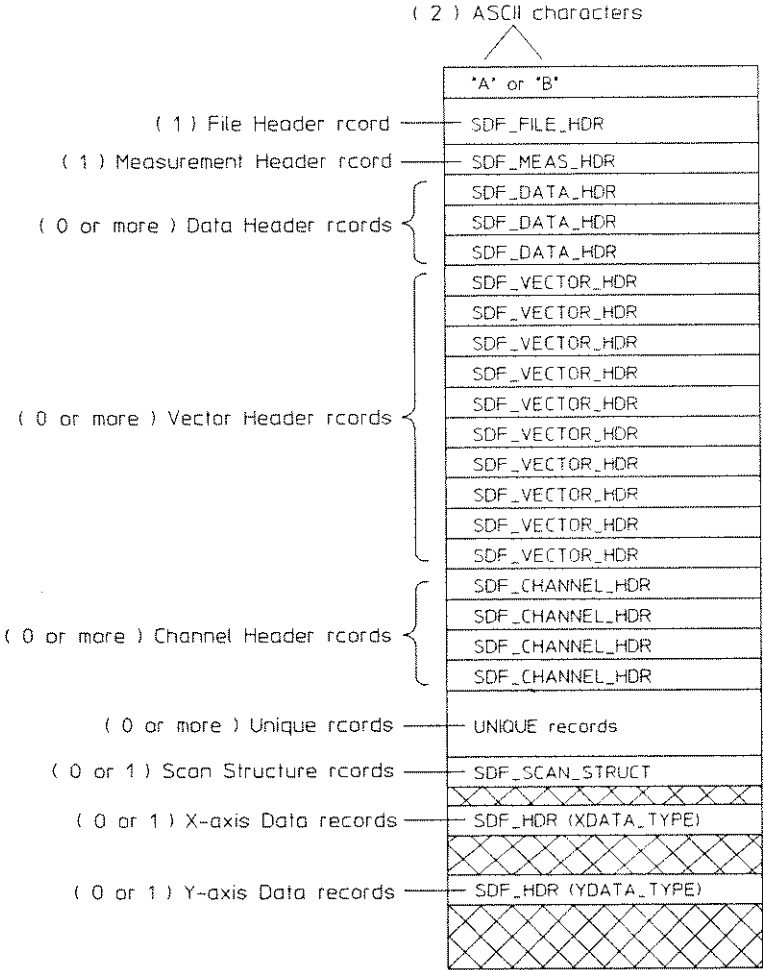 ( 2 ) ASCII characters
"A" or "B"
( 1 ) File Header rcord SDF_FILE_HDR
( 1 ) Measurement Header rcord SDF_MEAS_HDR
SDF_DATA_HDR
( 0 or more ) Data Header rcords SDF_DATA_HDR
SDF_DATA_HDR
SDF_VECTOR_HDR
SDF_VECTOR_HDR
SDF_VECTOR_HDR
SDF_VECTOR_HDR
SDF_VECTOR_HDR
( 0 or more ) Vector Header rcords SDF_VECTOR_HDR
SDF_VECTOR_HDR
SDF_VECTOR_HDR
SDF_VECTOR_HDR
SDF_VECTOR_HDR
SDF_CHANNEL_HDR
SDF_CHANNEL_HDR
( 0 or more ) Channel Header rcords SDF_CHANNEL_HDR
SDF_CHANNEL_HDR
( 0 or more ) Unique rcords UNIQUE records
( 0 or 1 ) Scan Structure rcords SDF_SCAN_STRUCT
( 0 or 1 ) X-axis Data records SDF_HDR (XDATA_TYPE)
( 0 or 1 ) Y-axis Data records SDF_HDR (YDATA_TYPE)